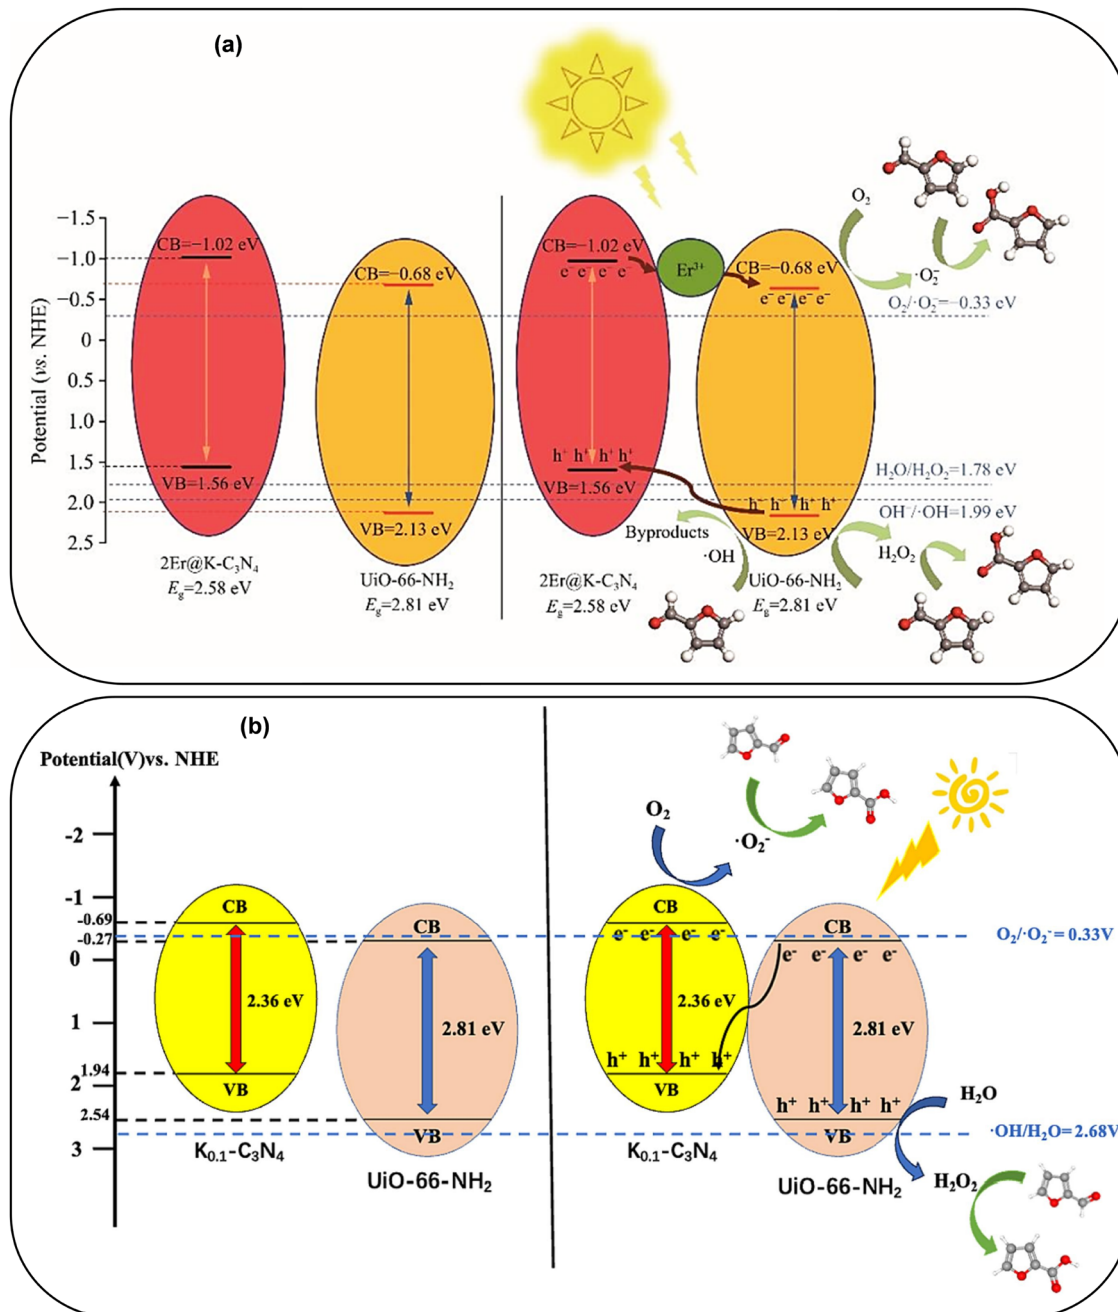 (a)
Potential (vs. NHE)
−1.5
−1.0
−0.5
0
0.5
1.0
1.5
2.0
2.5
CB=−1.02 eV
VB=1.56 eV
2Er@K-C₃N₄
E_g=2.58 eV
CB=−0.68 eV
VB=2.13 eV
UiO-66-NH₂
E_g=2.81 eV
CB=−1.02 eV
e⁻ e⁻ e⁻ e⁻
Er³⁺
CB=−0.68 eV
e⁻ e⁻ e⁻ e⁻
O₂
·O₂⁻
O₂/·O₂⁻=−0.33 eV
h⁺ h⁺ h⁺ h⁺
VB=1.56 eV
H₂O/H₂O₂=1.78 eV
OH⁻/·OH=1.99 eV
h⁺ h⁺ h⁺ h⁺
VB=2.13 eV
Byproducts
·OH
H₂O₂
2Er@K-C₃N₄
E_g=2.58 eV
UiO-66-NH₂
E_g=2.81 eV
(b)
Potential(V)vs. NHE
-2
-1
-0.69
-0.27
0
1
1.94
2
2.54
3
CB
2.36 eV
VB
K₀.₁-C₃N₄
CB
2.81 eV
VB
UiO-66-NH₂
O₂
·O₂⁻
CB
e⁻ e⁻ e⁻ e⁻
2.36 eV
h⁺ h⁺ h⁺ h⁺
VB
K₀.₁-C₃N₄
CB
e⁻ e⁻ e⁻ e⁻
2.81 eV
h⁺ h⁺ h⁺ h⁺
VB
UiO-66-NH₂
O₂/·O₂⁻= 0.33V
H₂O
·OH/H₂O= 2.68V
H₂O₂